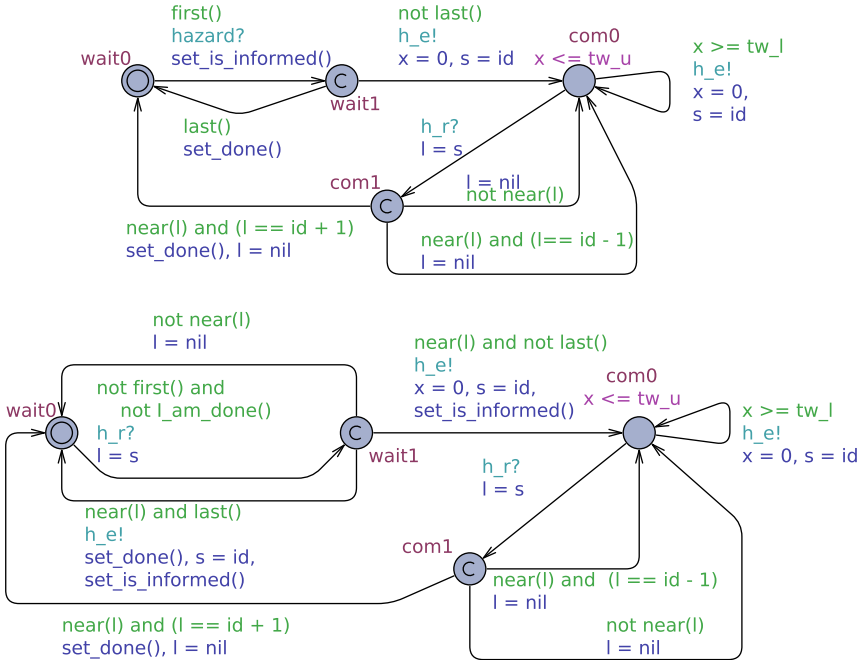 first()
hazard?
set_is_informed()
not last()
h_e!
x = 0, s = id
com0
x <= tw_u
x >= tw_l
h_e!
x = 0,
s = id
wait0
C
wait1
last()
set_done()
h_r?
l = s
com1
C
l = nil
not near(l)
near(l) and (l == id + 1)
set_done(), l = nil
near(l) and (l== id - 1)
l = nil
not near(l)
l = nil
near(l) and not last()
h_e!
x = 0, s = id,
set_is_informed()
com0
x <= tw_u
not first() and
not I_am_done()
h_r?
l = s
wait0
C
wait1
x >= tw_l
h_e!
x = 0, s = id
h_r?
l = s
near(l) and last()
h_e!
set_done(), s = id,
set_is_informed()
com1
C
near(l) and (l == id - 1)
l = nil
near(l) and (l == id + 1)
set_done(), l = nil
not near(l)
l = nil